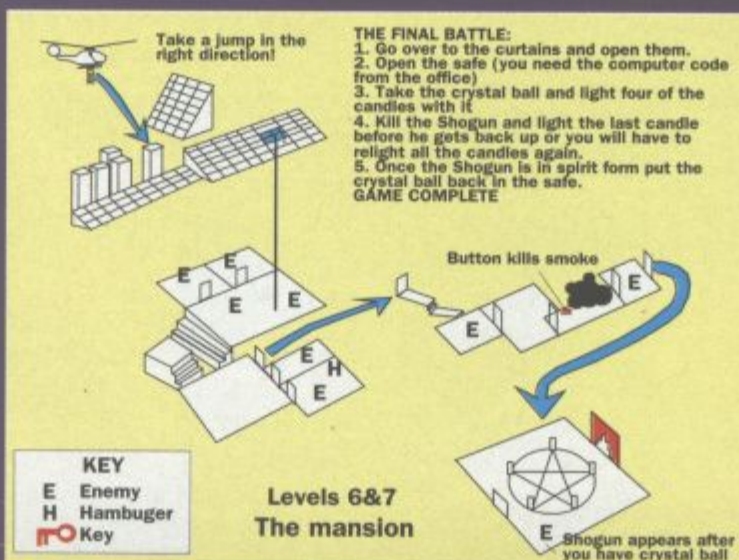 Take a jump in the
right direction!
THE FINAL BATTLE:
1. Go over to the curtains and open them.
2. Open the safe (you need the computer code
from the office)
3. Take the crystal ball and light four of the
candles with it
4. Kill the Shogun and light the last candle
before he gets back up or you will have to
relight all the candles again.
5. Once the Shogun is in spirit form put the
crystal ball back in the safe.
GAME COMPLETE
E
E
E
E
Button kills smoke
E
E
E
H
E
KEY
E Enemy
H Hambuger
Key
Levels 6&7
The mansion
E
Shogun appears after
you have crystal ball